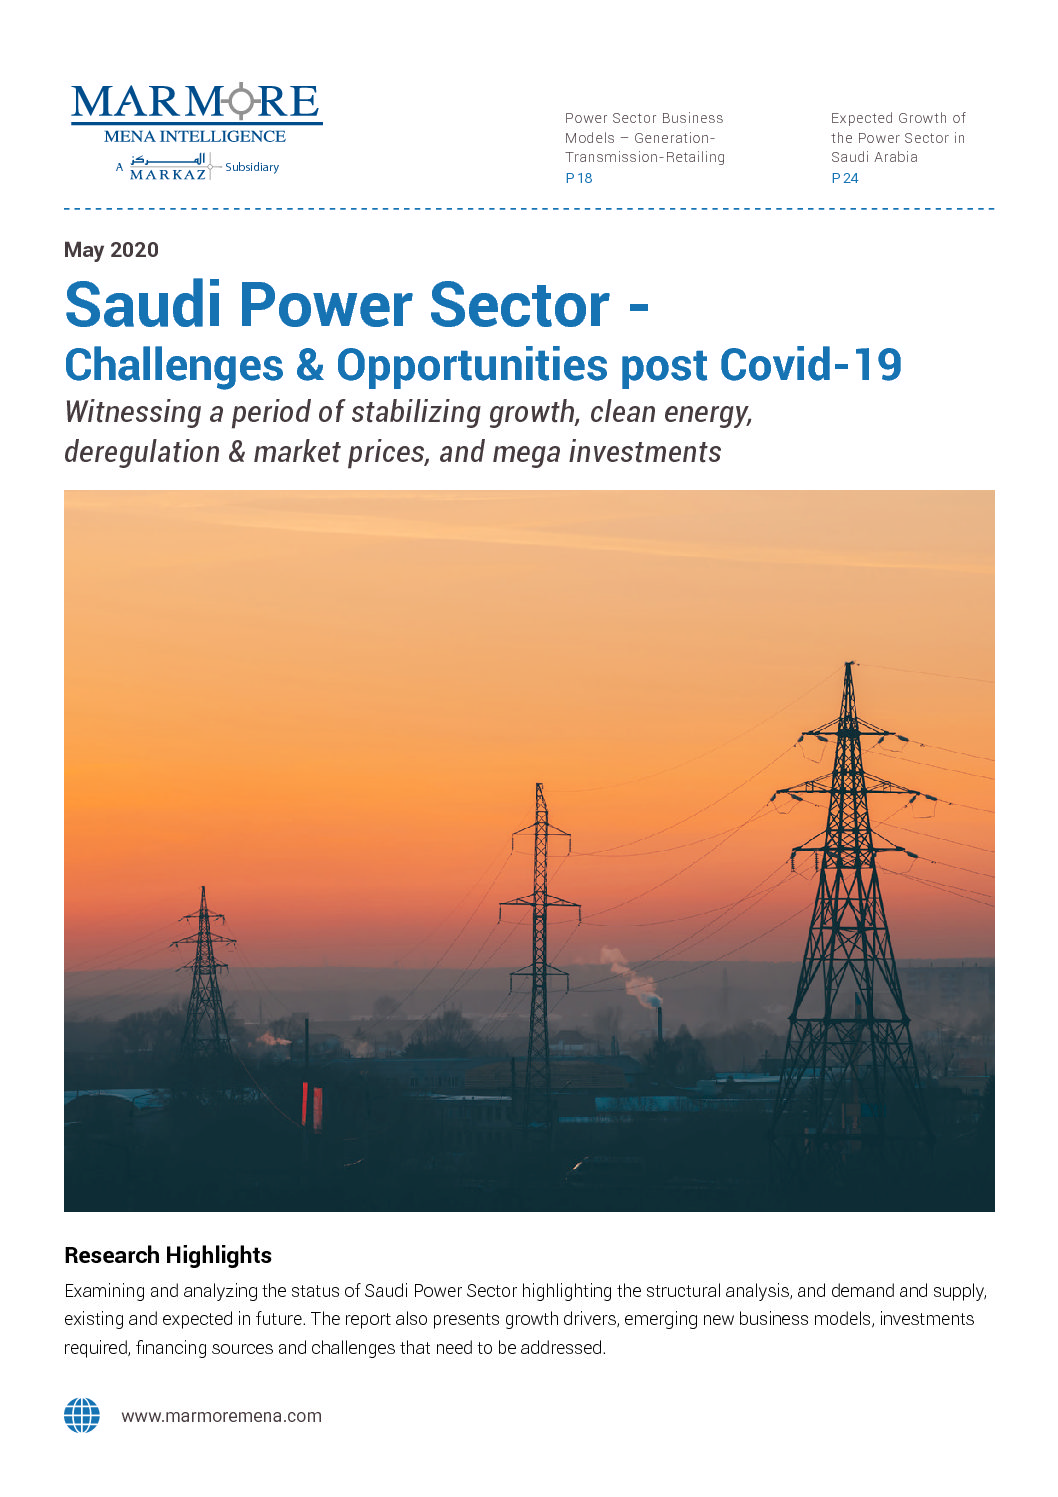 MARMORE
MENA INTELLIGENCE
A المركز MARKAZ Subsidiary
Power Sector Business
Models – Generation-
Transmission-Retailing
P 18
Expected Growth of
the Power Sector in
Saudi Arabia
P 24
May 2020
Saudi Power Sector -
Challenges & Opportunities post Covid-19
Witnessing a period of stabilizing growth, clean energy,
deregulation & market prices, and mega investments
Research Highlights
Examining and analyzing the status of Saudi Power Sector highlighting the structural analysis, and demand and supply,
existing and expected in future. The report also presents growth drivers, emerging new business models, investments
required, financing sources and challenges that need to be addressed.
www.marmoremena.com